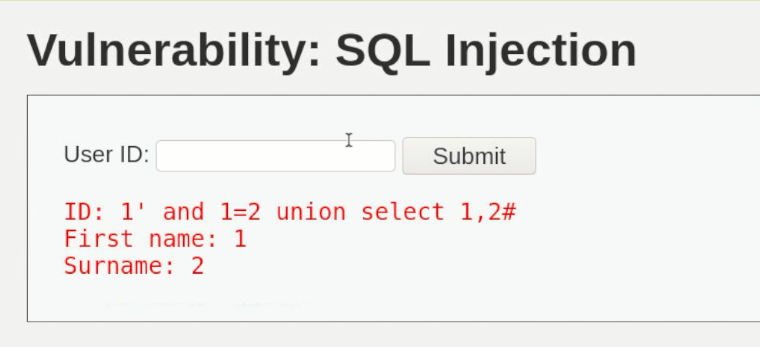 Vulnerability: SQL Injection
User ID: Submit
ID: 1' and 1=2 union select 1,2#
First name: 1
Surname: 2